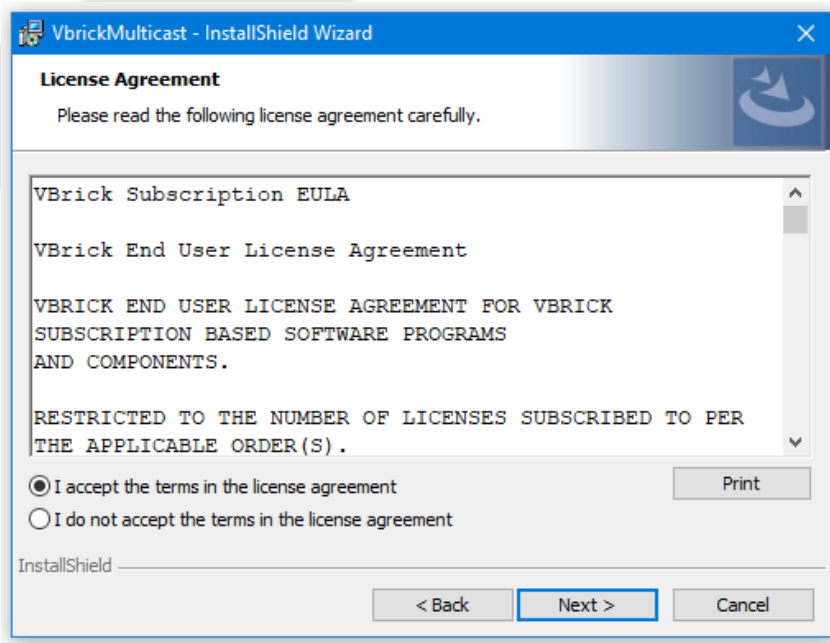 VbrickMulticast - InstallShield Wizard
License Agreement
Please read the following license agreement carefully.
VBrick Subscription EULA
VBrick End User License Agreement
VBRICK END USER LICENSE AGREEMENT FOR VBRICK
SUBSCRIPTION BASED SOFTWARE PROGRAMS
AND COMPONENTS.
RESTRICTED TO THE NUMBER OF LICENSES SUBSCRIBED TO PER
THE APPLICABLE ORDER(S).
I accept the terms in the license agreement
Print
I do not accept the terms in the license agreement
InstallShield
< Back
Next >
Cancel